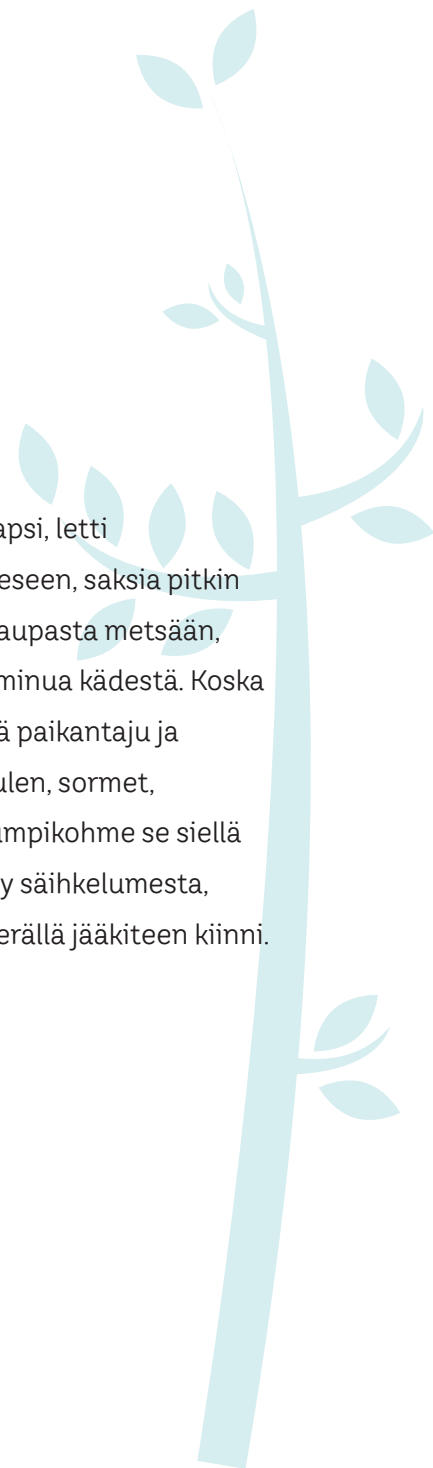 apsi, letti
eseen, saksia pitkin
aupasta metsään,
minua kädestä. Koska
ä paikantaju ja
ulen, sormet,
umpikohme se siellä
y säihkelumesta,
erällä jääkiteen kiinni.